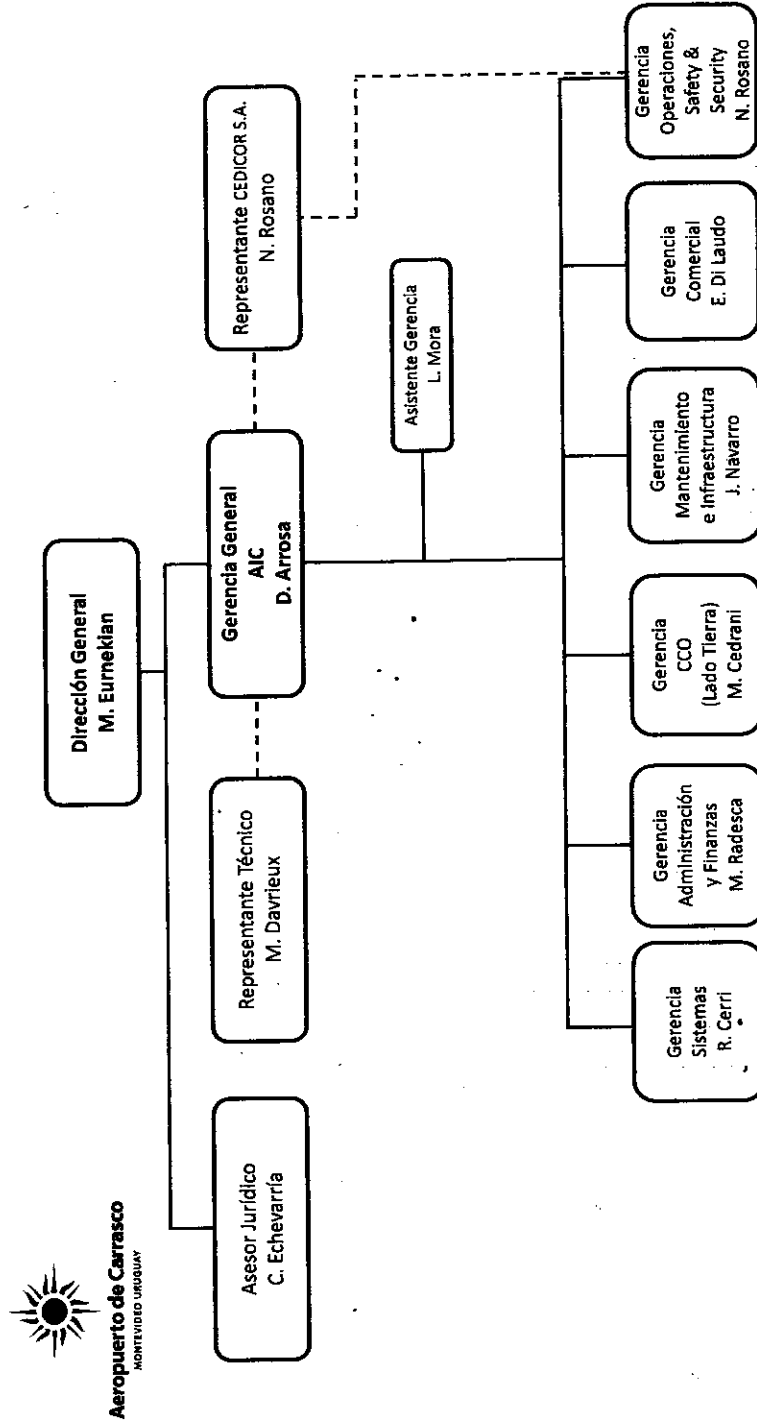 Aeropuerto de Carrasco
MONTEVIDEO URUGUAY
Dirección General
M. Eurnekian
Asesor Jurídico
C. Echevarría
Representante Técnico
M. Davrieux
Gerencia General
AIC
D. Arrosa
Representante CEDICOR S.A.
N. Rosano
Asistente Gerencia
L. Mora
Gerencia
Sistemas
R. Cerri
Gerencia
Administración
y Finanzas
M. Radesca
Gerencia
CCO
(Lado Tierra)
M. Cedrani
Gerencia
Mantenimiento
e Infraestructura
J. Navarro
Gerencia
Comercial
E. Di Laudo
Gerencia
Operaciones,
Safety &
Security
N. Rosano